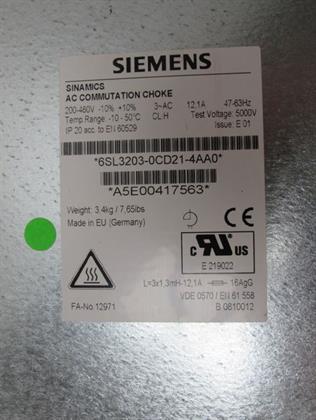 SIEMENS
SINAMICS
AC COMMUTATION CHOKE
200-480V -10% +10% 3~AC 12,1A 47-63Hz
Temp.Range: -10 - 50°C CL:H Test Voltage: 5000V
IP 20 acc. to EN 60529 Issue: E 01
*6SL3203-0CD21-4AA0*
*A5E00417563*
Weight: 3,4kg / 7,65lbs
Made in EU (Germany)
CE
c RU us
E 219022
L=3x1,3mH-12,1A 16AgG
VDE 0570 / EN 61 558
FA-No.12971 B 0810012